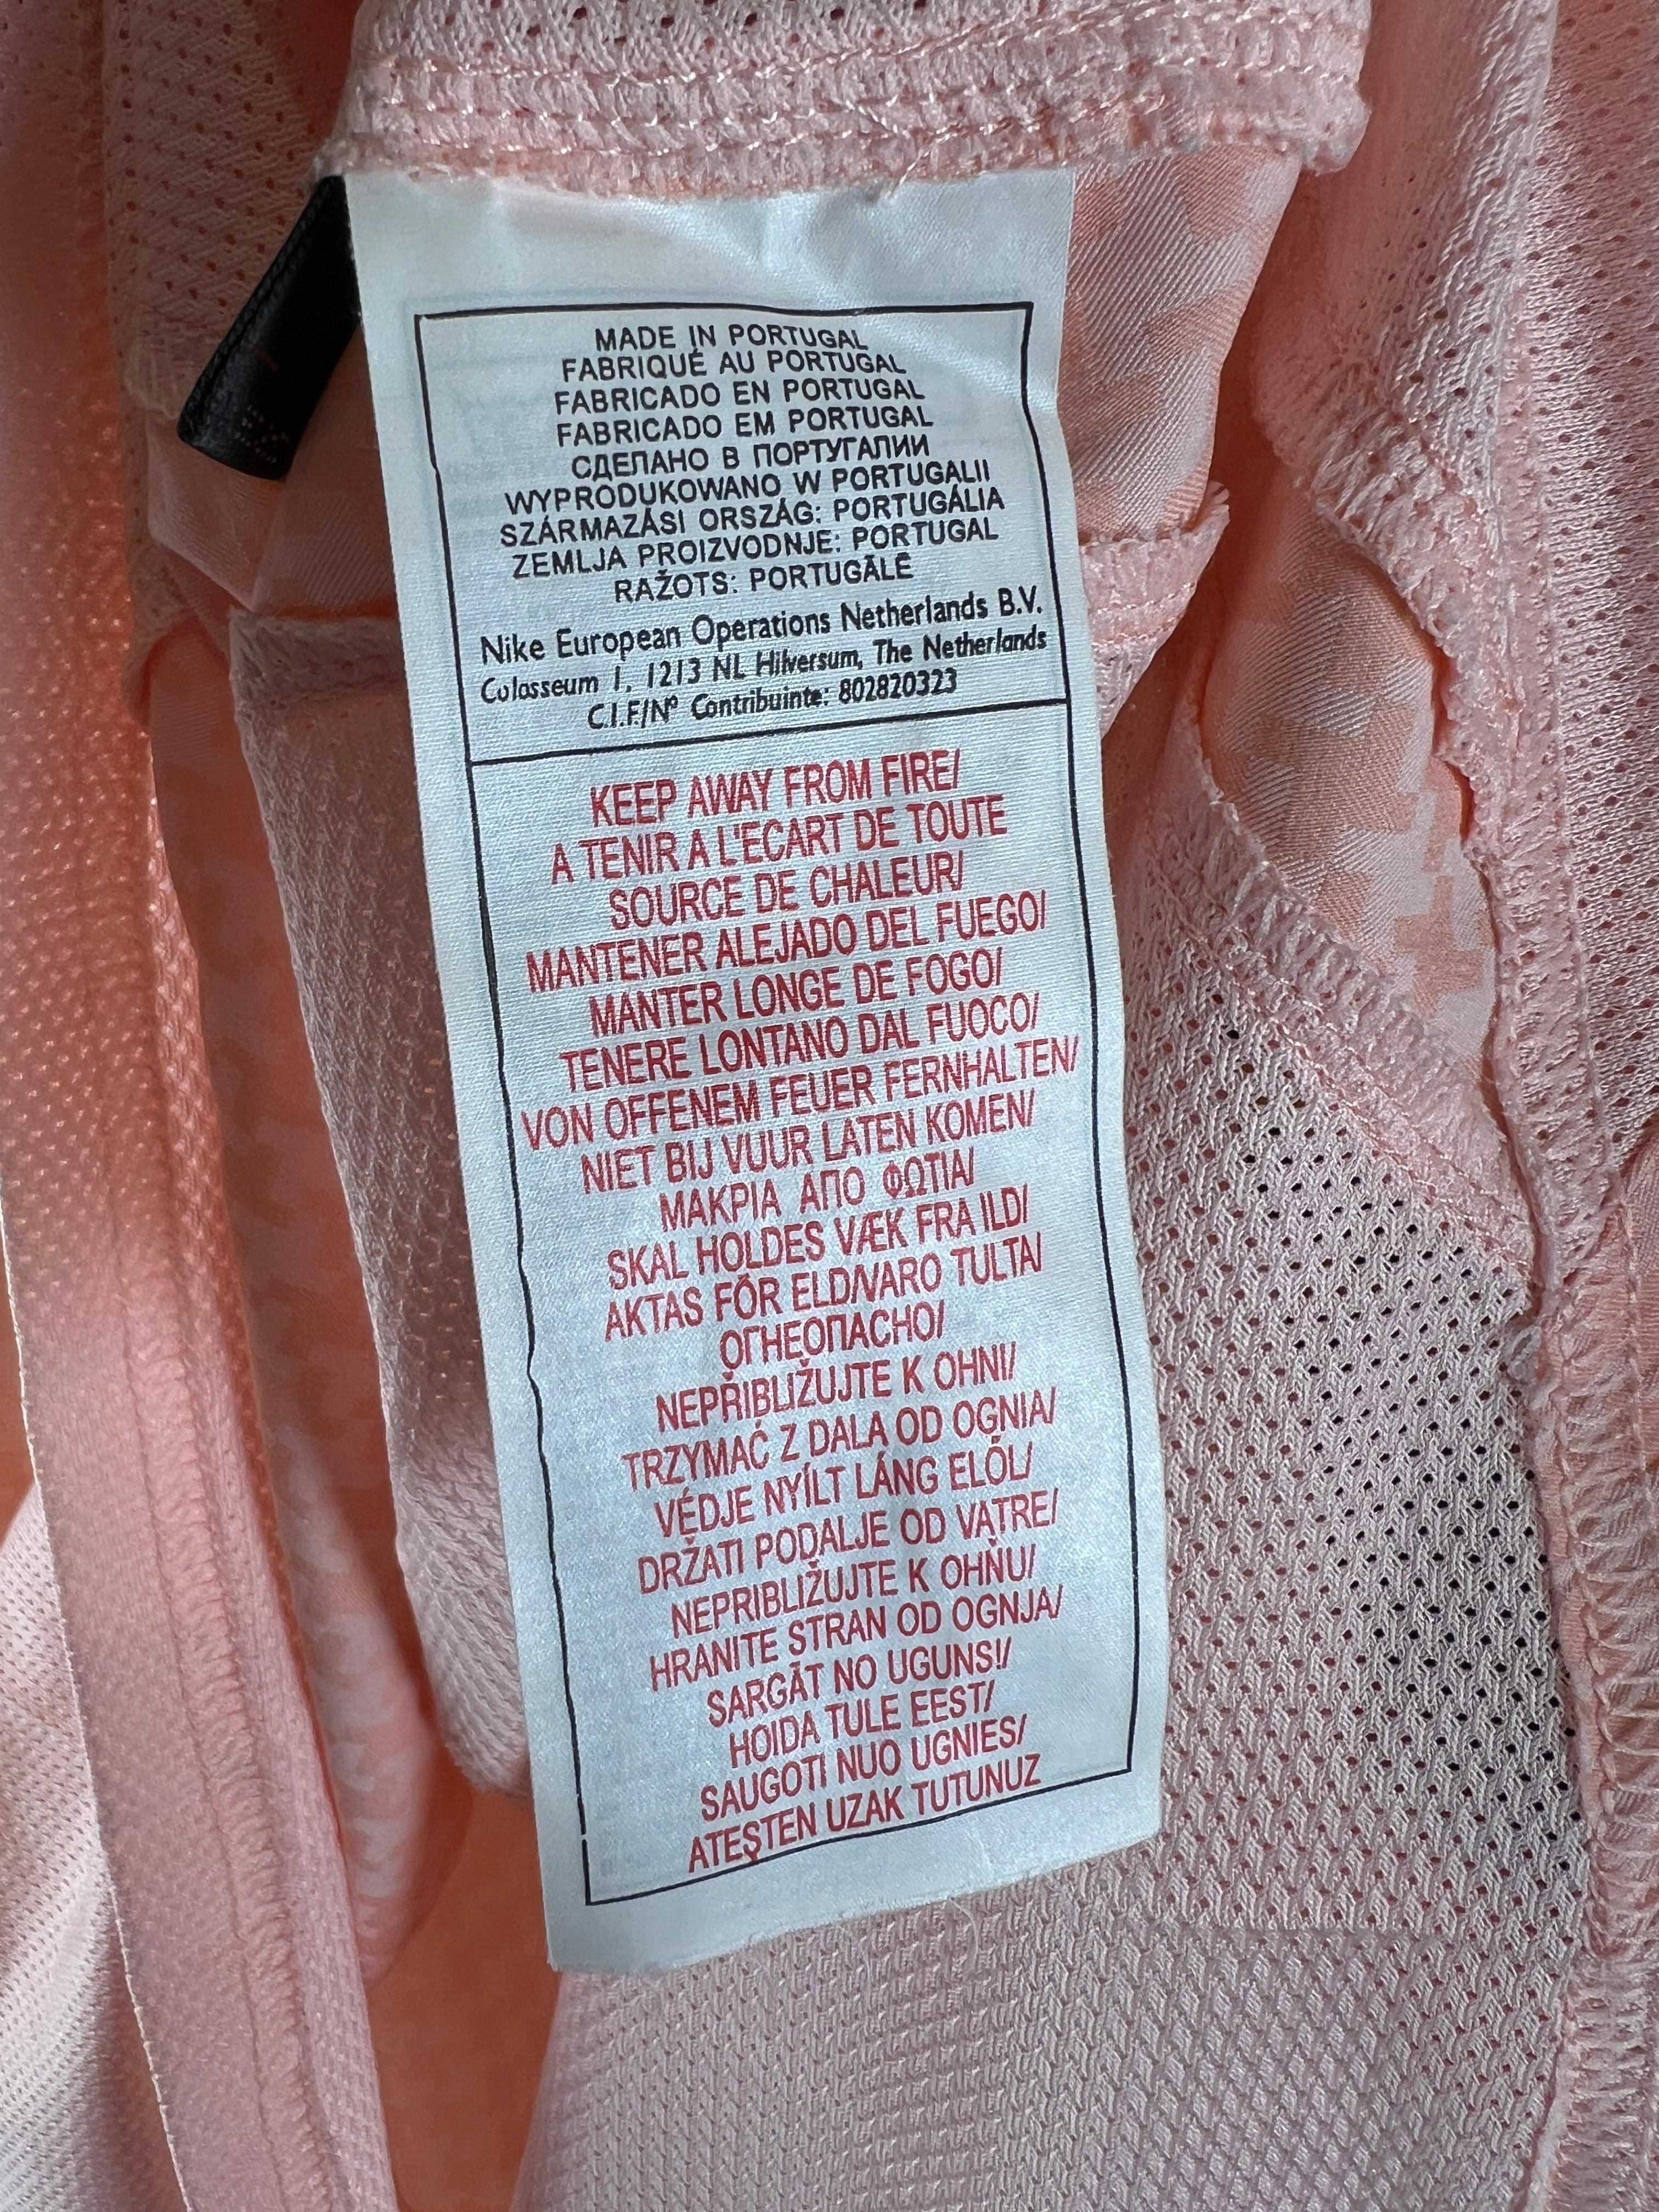 MADE IN PORTUGAL
FABRIQUÉ AU PORTUGAL
FABRICADO EN PORTUGAL
FABRICADO EM PORTUGAL
СДЕЛАНО В ПОРТУГАЛИИ
WYPRODUKOWANO W PORTUGALII
SZÁRMAZÁSI ORSZÁG: PORTUGÁLIA
ZEMLJA PROIZVODNJE: PORTUGAL
RAŽOTS: PORTUGĀLĒ
Nike European Operations Netherlands B.V.
Colosseum 1, 1213 NL Hilversum, The Netherlands
C.I.F./Nº Contribuinte: 802820323
KEEP AWAY FROM FIRE/
A TENIR A L'ECART DE TOUTE
SOURCE DE CHALEUR/
MANTENER ALEJADO DEL FUEGO/
MANTER LONGE DE FOGO/
TENERE LONTANO DAL FUOCO/
VON OFFENEM FEUER FERNHALTEN/
NIET BIJ VUUR LATEN KOMEN/
ΜΑΚΡΙΑ ΑΠΟ ΦΩΤΙΑ/
SKAL HOLDES VÆK FRA ILD/
AKTAS FÖR ELD/VARO TULTA/
ОГНЕОПАСНО/
NEPŘIBLIŽUJTE K OHNI/
TRZYMAĆ Z DALA OD OGNIA/
VÉDJE NYÍLT LÁNG ELŐL/
DRŽATI PODALJE OD VATRE/
NEPRIBLIŽUJTE K OHŇU/
HRANITE STRAN OD OGNJA/
SARGĀT NO UGUNS!/
HOIDA TULE EEST/
SAUGOTI NUO UGNIES/
ATEŞTEN UZAK TUTUNUZ